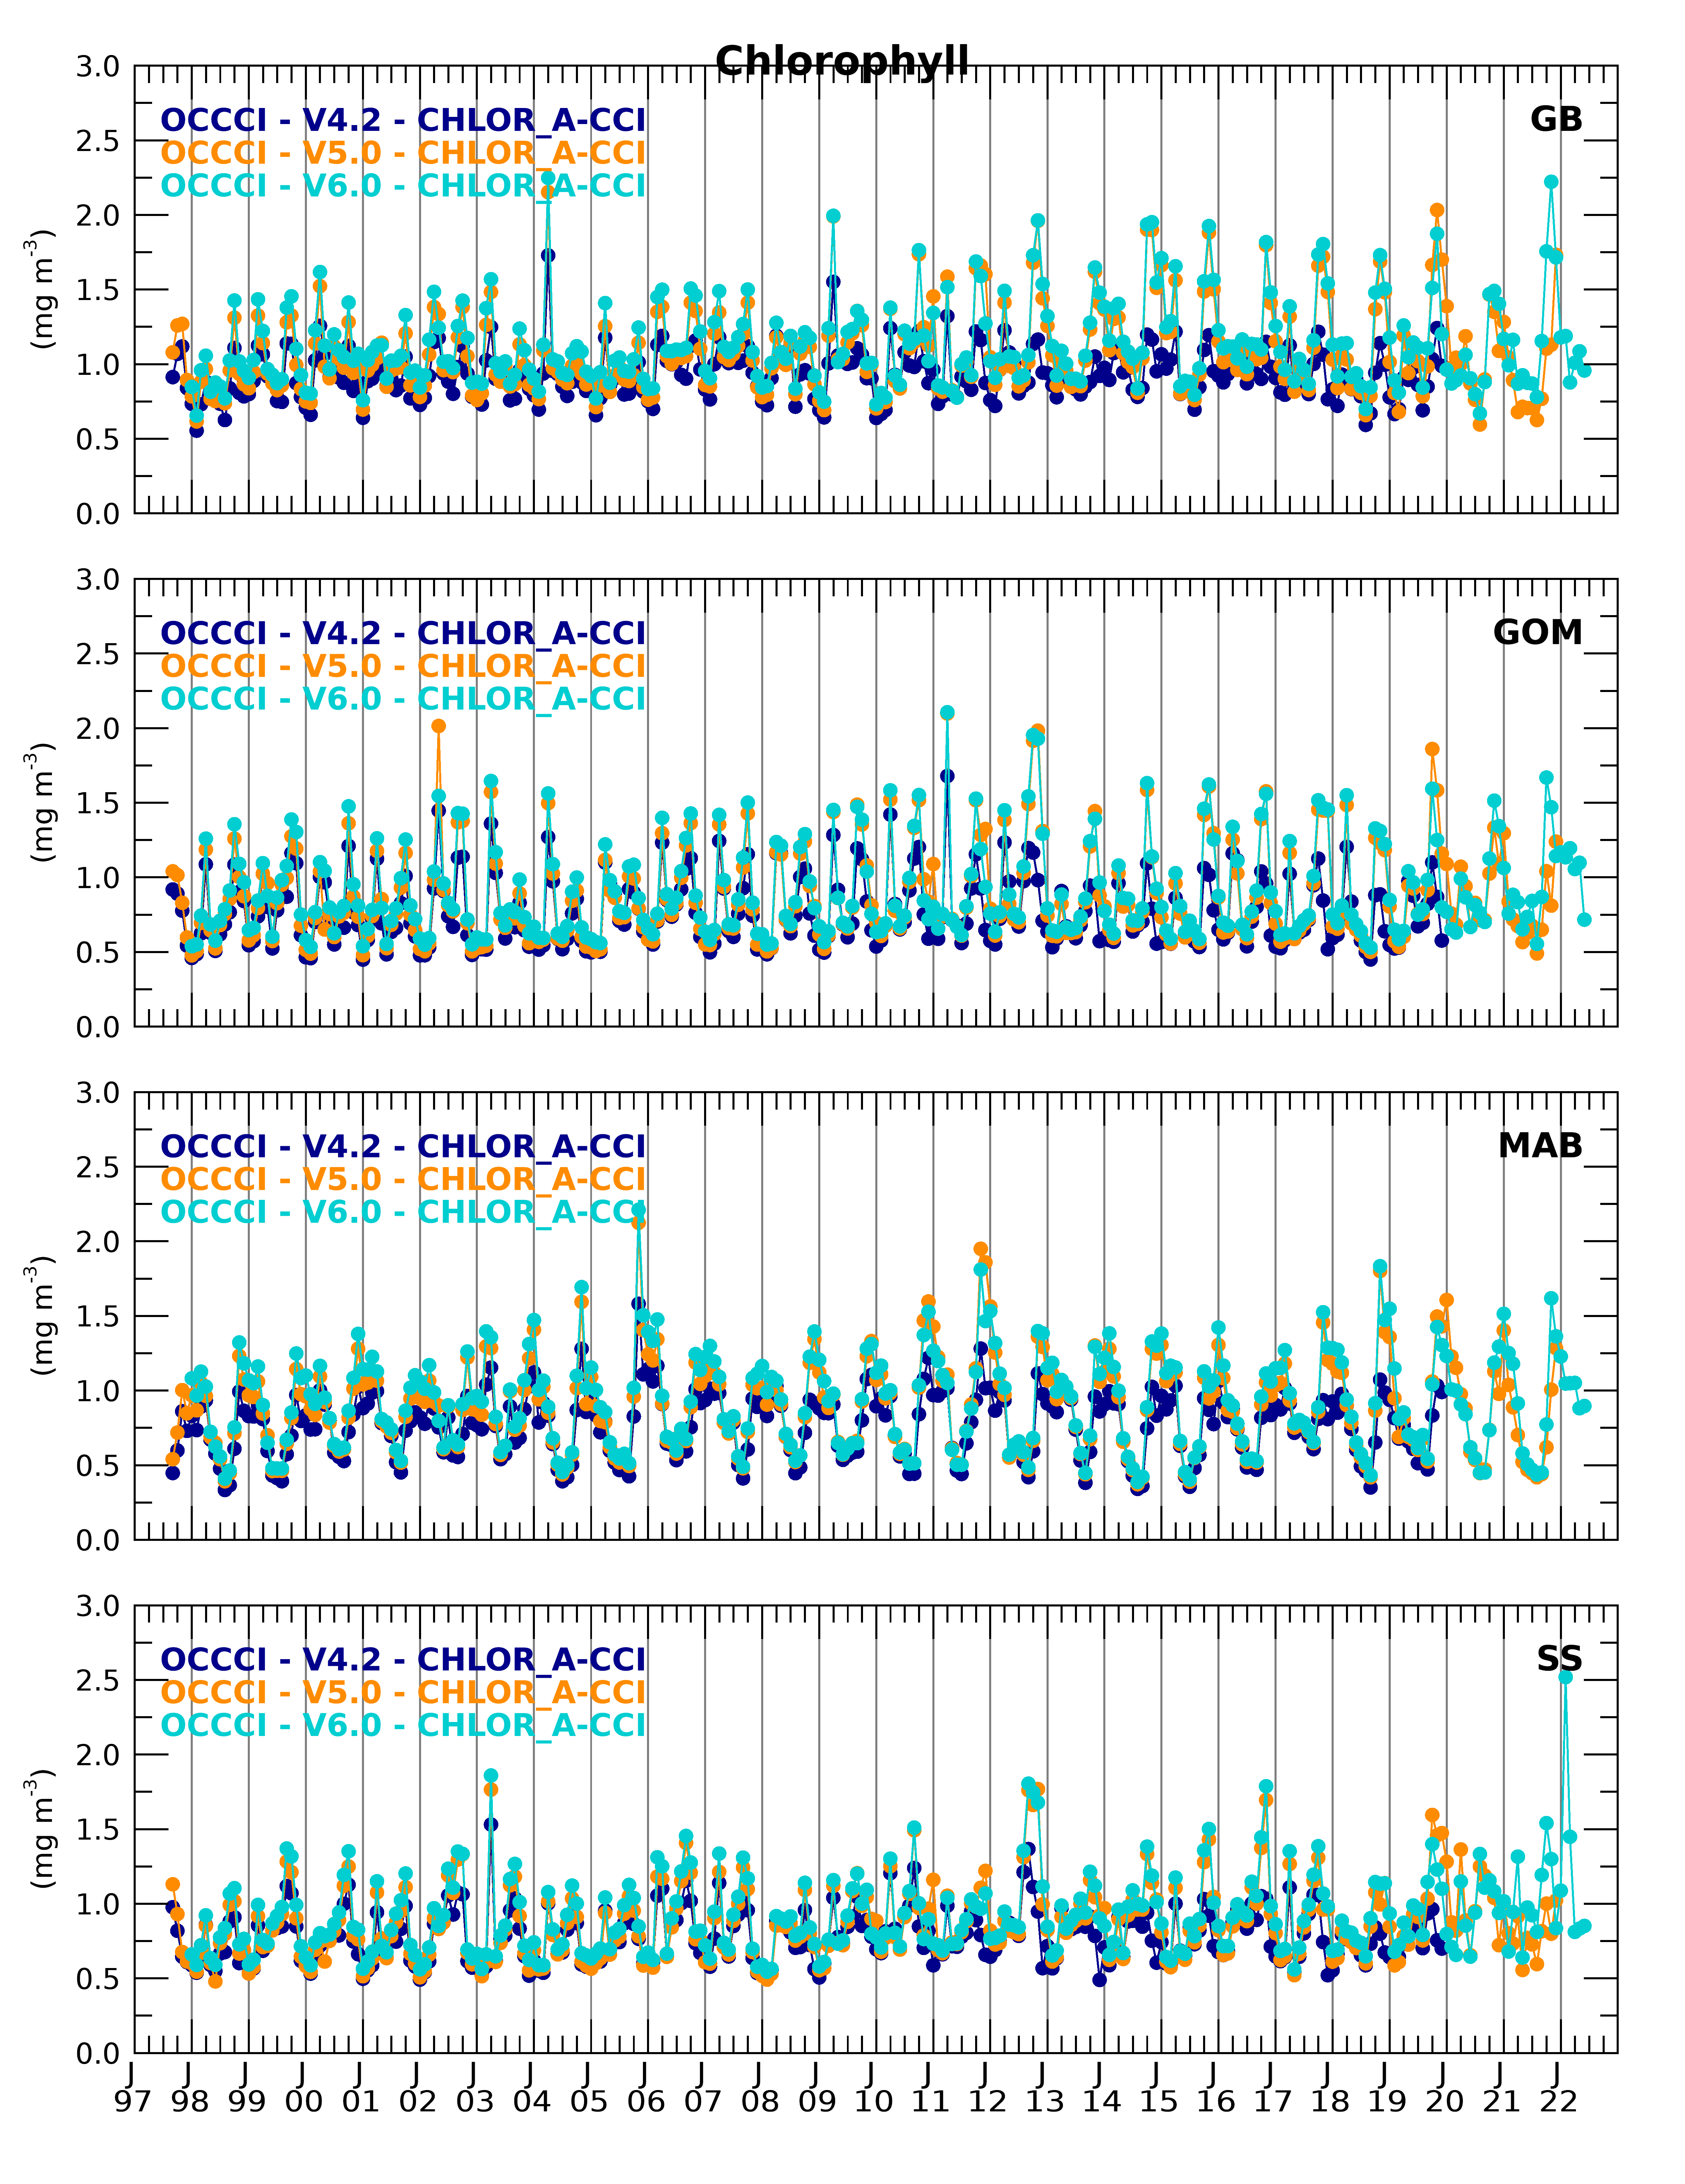 Chlorophyll
3.0
2.5
2.0
1.5
1.0
0.5
0.0
(mg m-3)
OCCCI - V4.2 - CHLOR_A-CCI
OCCCI - V5.0 - CHLOR_A-CCI
OCCCI - V6.0 - CHLOR_A-CCI
GB
3.0
2.5
2.0
1.5
1.0
0.5
0.0
(mg m-3)
OCCCI - V4.2 - CHLOR_A-CCI
OCCCI - V5.0 - CHLOR_A-CCI
OCCCI - V6.0 - CHLOR_A-CCI
GOM
3.0
2.5
2.0
1.5
1.0
0.5
0.0
(mg m-3)
OCCCI - V4.2 - CHLOR_A-CCI
OCCCI - V5.0 - CHLOR_A-CCI
OCCCI - V6.0 - CHLOR_A-CCI
MAB
3.0
2.5
2.0
1.5
1.0
0.5
0.0
(mg m-3)
OCCCI - V4.2 - CHLOR_A-CCI
OCCCI - V5.0 - CHLOR_A-CCI
OCCCI - V6.0 - CHLOR_A-CCI
SS
J J J J J J J J J J J J J J J J J J J J J J J J J J
97 98 99 00 01 02 03 04 05 06 07 08 09 10 11 12 13 14 15 16 17 18 19 20 21 22